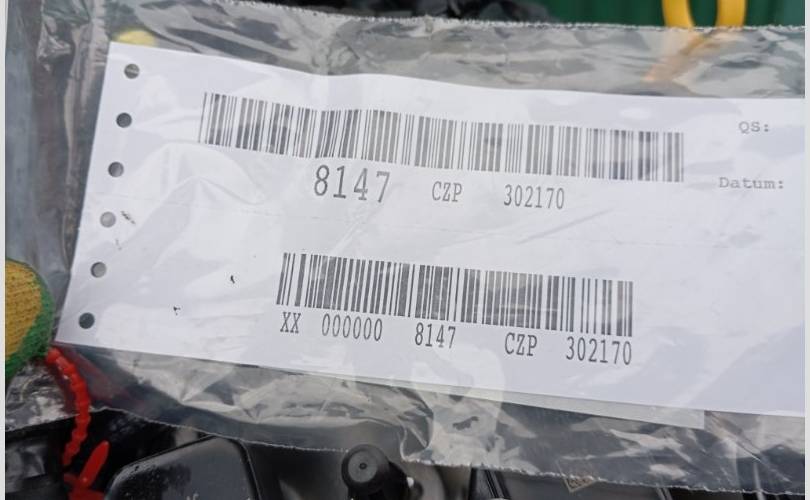 QS:
8147 CZP 302170
Datum:
XX 000000 8147 CZP 302170